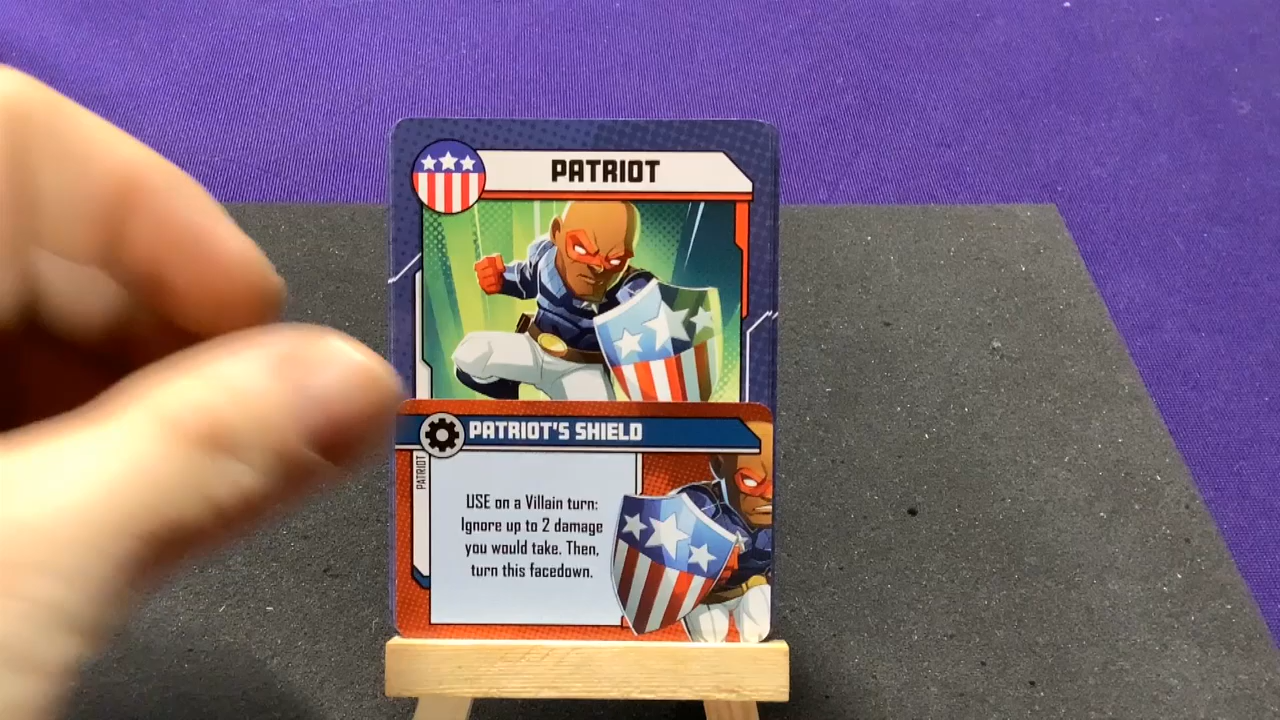 PATRIOT
PATRIOT'S SHIELD
PATRIOT
USE on a Villain turn:
Ignore up to 2 damage
you would take. Then,
turn this facedown.